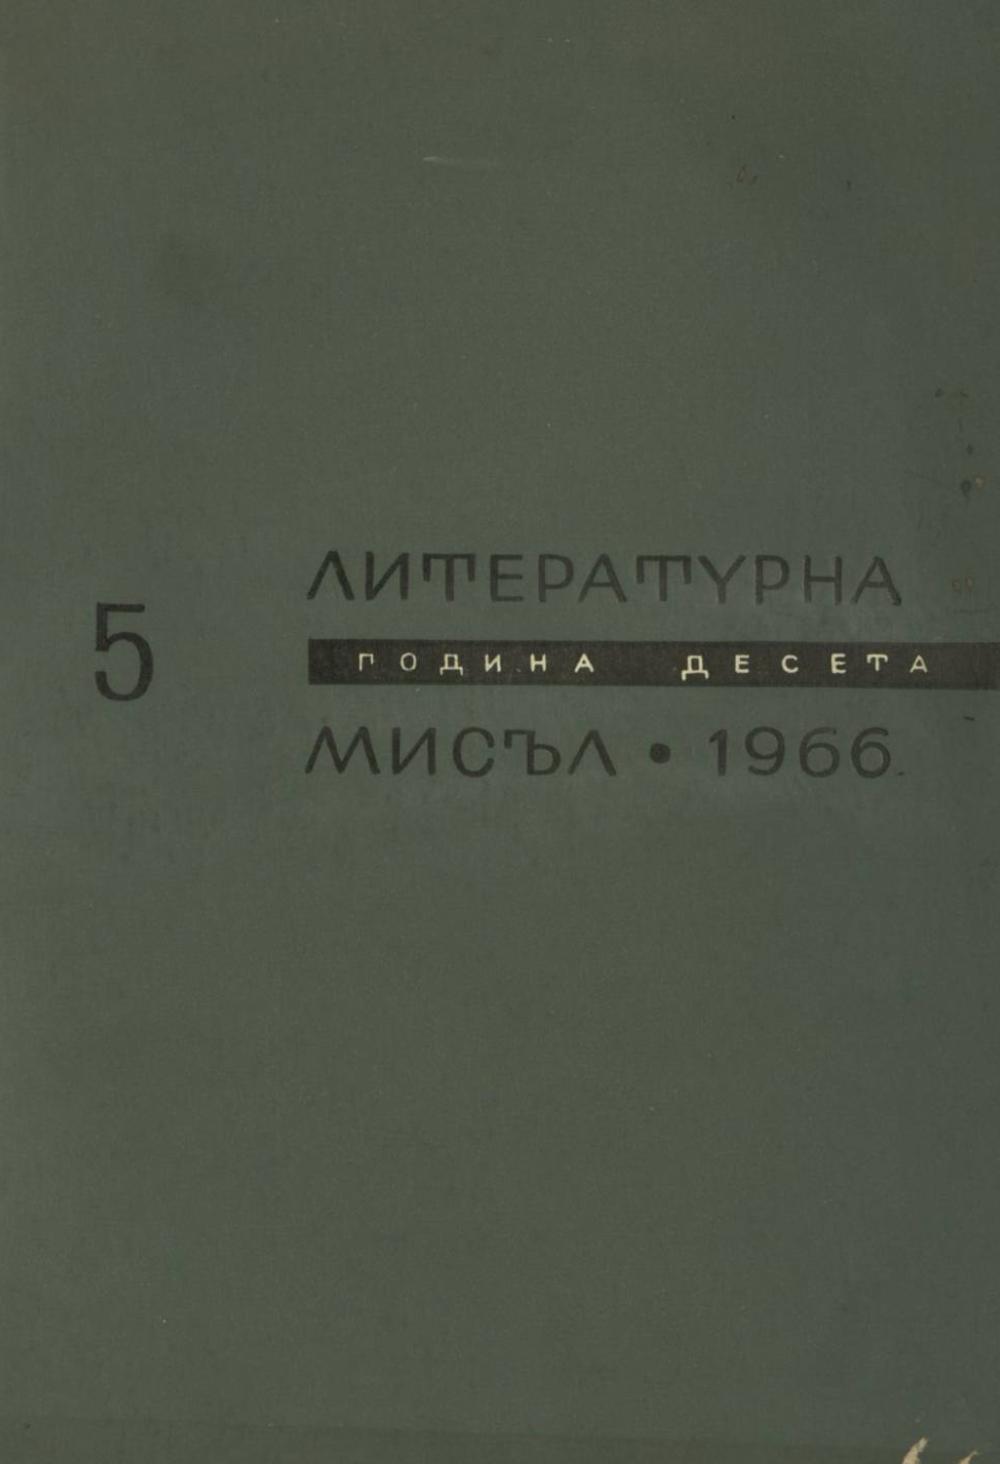 5
ЛИТЕРАТУРНА
ГОДИНА ДЕСЕТА
МИСЪЛ • 1966